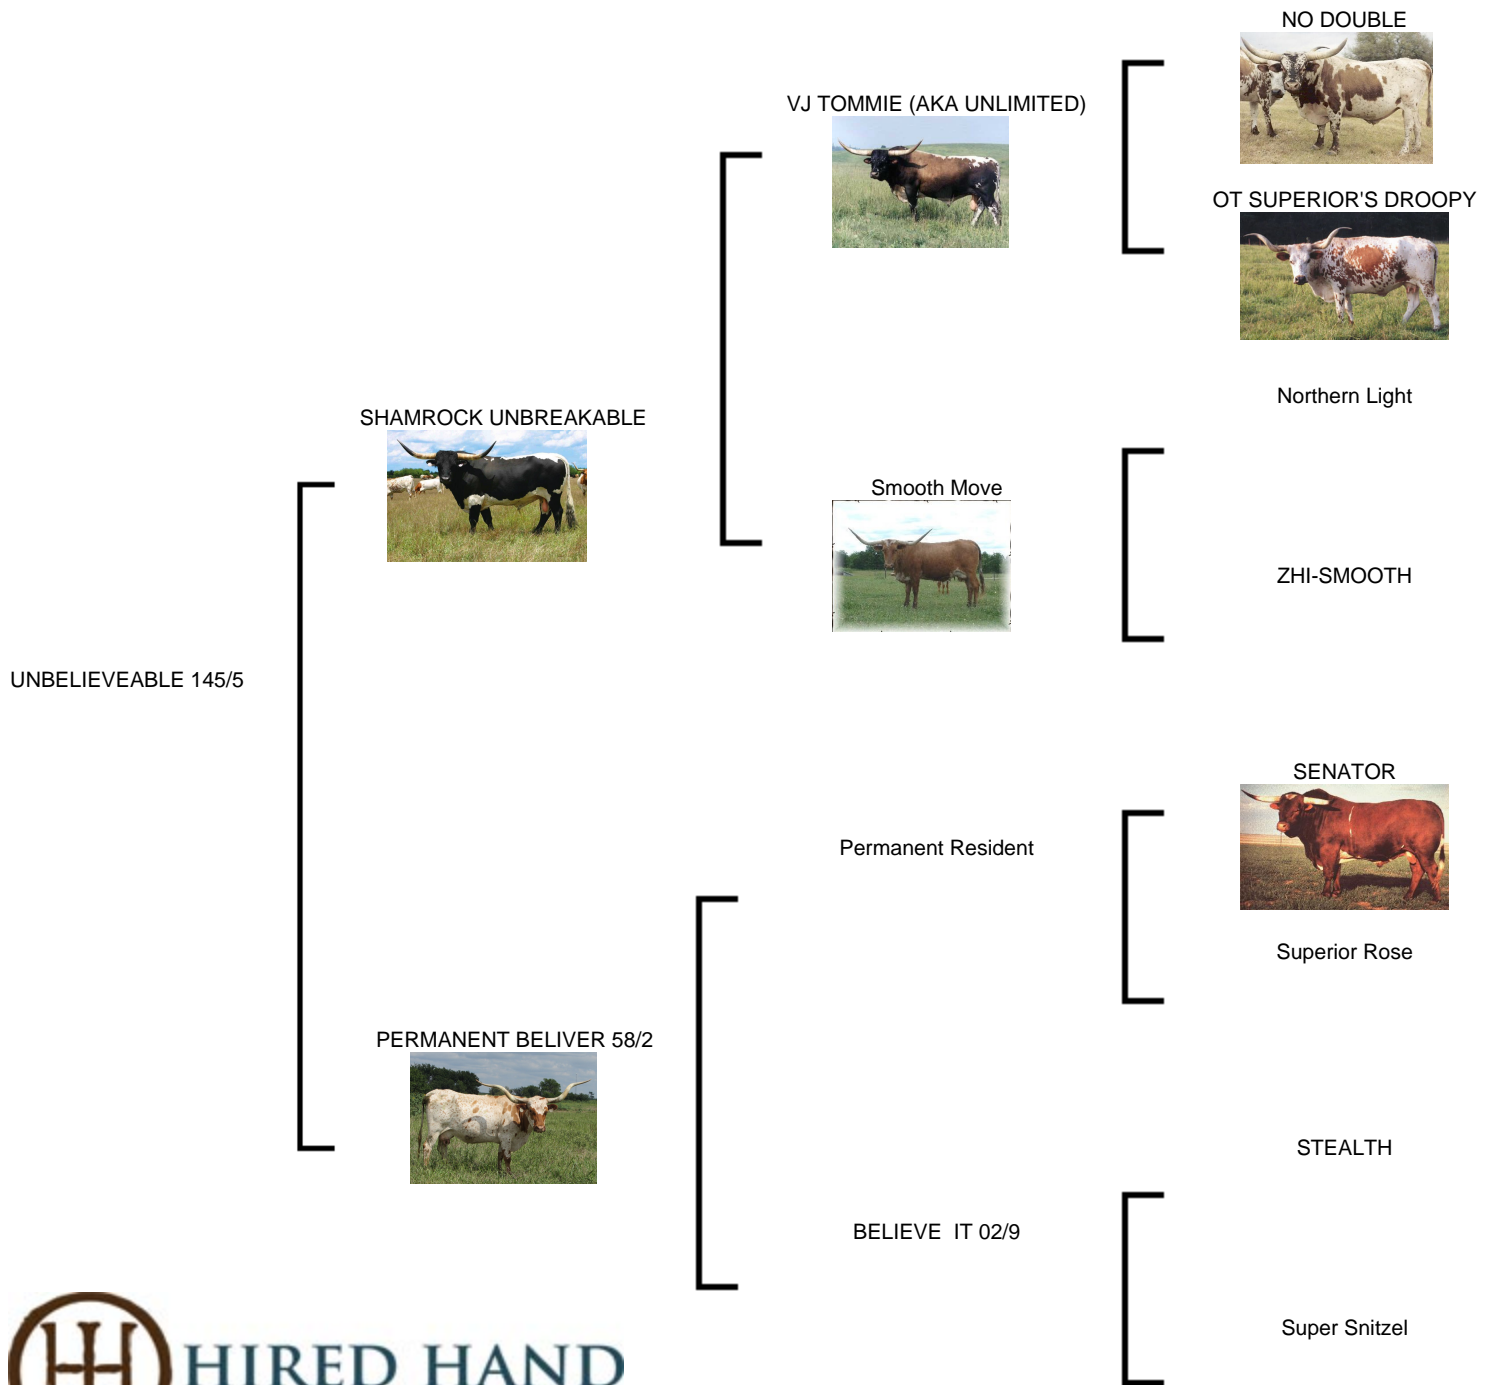 NO DOUBLE
VJ TOMMIE (AKA UNLIMITED)
OT SUPERIOR'S DROOPY
Northern Light
SHAMROCK UNBREAKABLE
Smooth Move
ZHI-SMOOTH
UNBELIEVEABLE 145/5
SENATOR
Permanent Resident
Superior Rose
PERMANENT BELIVER 58/2
STEALTH
BELIEVE  IT 02/9
Super Snitzel
HIRED HAND